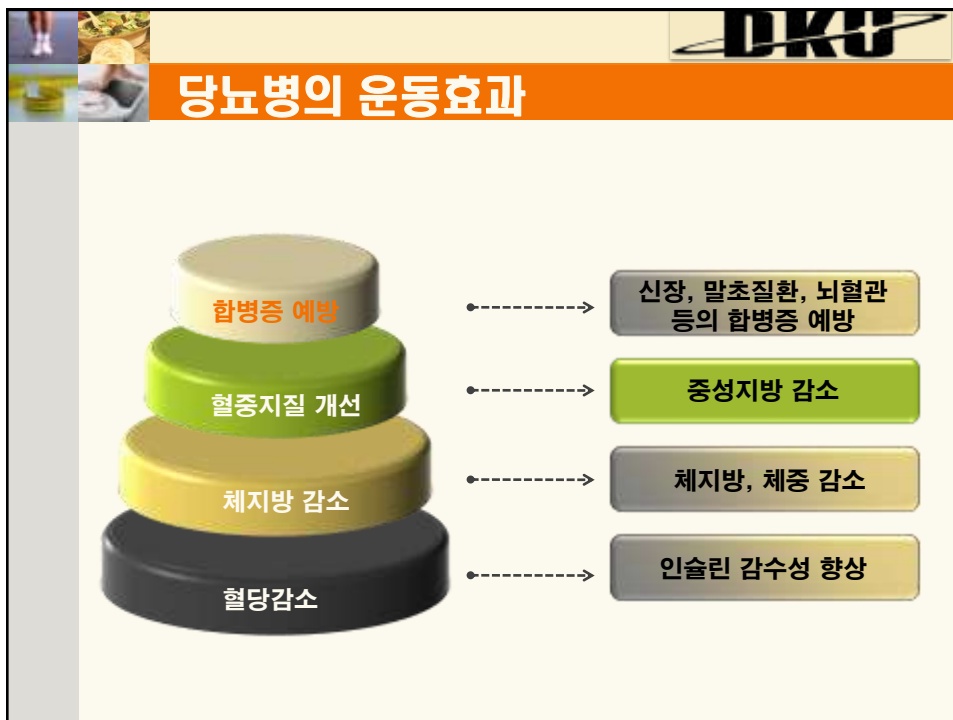 DKU
당뇨병의 운동효과
합병증 예방
신장, 말초질환, 뇌혈관
등의 합병증 예방
혈중지질 개선
중성지방 감소
체지방 감소
체지방, 체중 감소
혈당감소
인슐린 감수성 향상